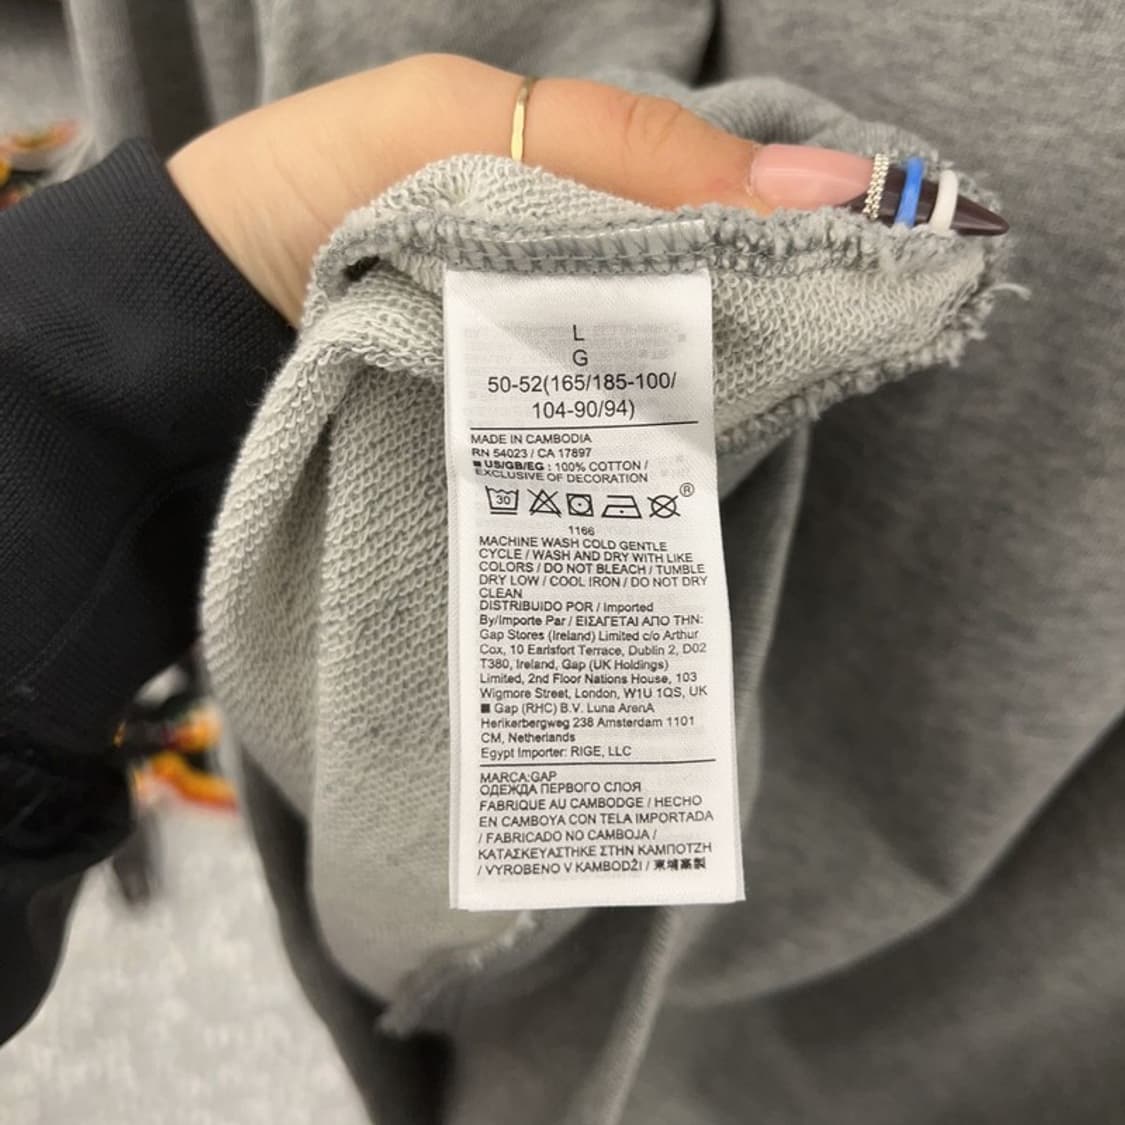 L
G
50-52(165/185-100/
104-90/94)
MADE IN CAMBODIA
RN 54023 / CA 17897
■ US/GB/EG : 100% COTTON /
EXCLUSIVE OF DECORATION
30
®
1166
MACHINE WASH COLD GENTLE
CYCLE / WASH AND DRY WITH LIKE
COLORS / DO NOT BLEACH / TUMBLE
DRY LOW / COOL IRON / DO NOT DRY
CLEAN
DISTRIBUIDO POR / Imported
By/Importe Par / ΕΙΣΑΓΕΤΑΙ ΑΠΟ ΤΗΝ:
Gap Stores (Ireland) Limited c/o Arthur
Cox, 10 Earlsfort Terrace, Dublin 2, D02
T380, Ireland, Gap (UK Holdings)
Limited, 2nd Floor Nations House, 103
Wigmore Street, London, W1U 1QS, UK
■ Gap (RHC) B.V. Luna ArenA
Herikerbergweg 238 Amsterdam 1101
CM, Netherlands
Egypt Importer: RIGE, LLC
MARCA:GAP
ОДЕЖДА ПЕРВОГО СЛОЯ
FABRIQUE AU CAMBODGE / HECHO
EN CAMBOYA CON TELA IMPORTADA
/ FABRICADO NO CAMBOJA /
ΚΑΤΑΣΚΕΥΑΣΤΗΚΕ ΣΤΗΝ ΚΑΜΠΟΤΖΗ
/ VYROBENO V KAMBODŽI / 柬埔寨製